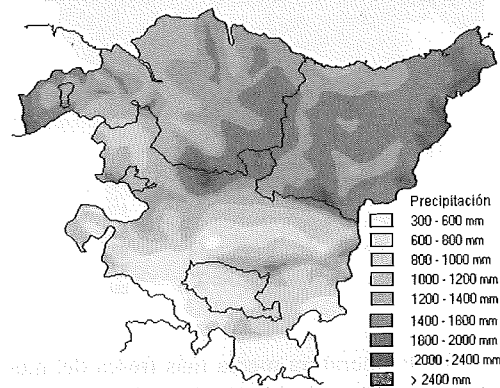 Precipitación
300 - 600 mm
600 - 800 mm
800 - 1000 mm
1000 - 1200 mm
1200 - 1400 mm
1400 - 1600 mm
1600 - 2000 mm
2000 - 2400 mm
> 2400 mm